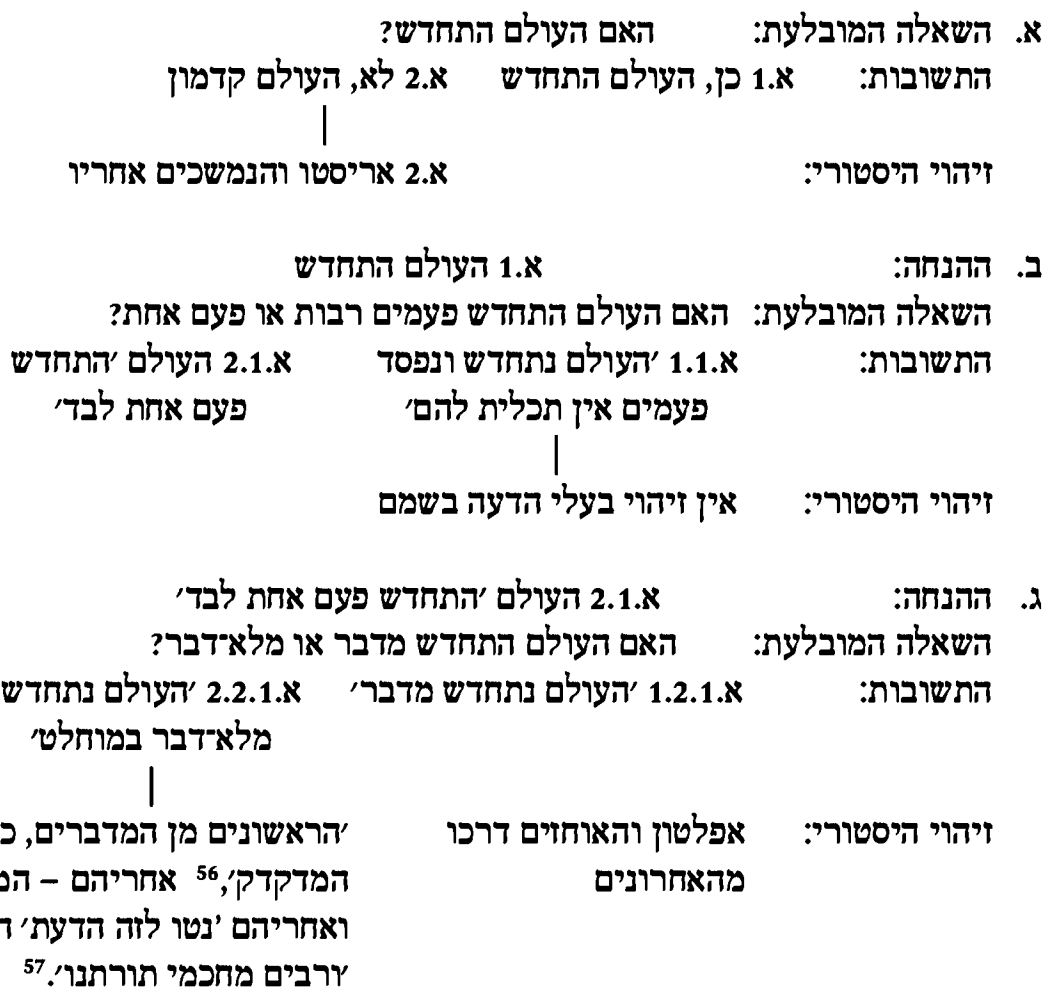 א. השאלה המובלעת: האם העולם התחדש?
התשובות: א.1 כן, העולם התחדש א.2 לא, העולם קדמון
זיהוי היסטורי: א.2 אריסטו והנמשכים אחריו
ב. ההנחה: א.1 העולם התחדש
השאלה המובלעת: האם העולם התחדש פעמים רבות או פעם אחת?
התשובות: א.1.1 ׳העולם נתחדש ונפסד א.2.1 העולם ׳התחדש
פעמים אין תכלית להם׳ פעם אחת לבד׳
זיהוי היסטורי: אין זיהוי בעלי הדעה בשמם
ג. ההנחה: א.2.1 העולם ׳התחדש פעם אחת לבד׳
השאלה המובלעת: האם העולם התחדש מדבר או מלא־דבר?
התשובות: א.1.2.1 ׳העולם נתחדש מדבר׳ א.2.2.1 ׳העולם נתחדש
מלא־דבר במוחלט׳
זיהוי היסטורי: אפלטון והאוחזים דרכו ׳הראשונים מן המדברים,
מהאחרונים המדקדק׳,⁵⁶ אחריהם –
ואחריהם ׳נטו לזה הדעת׳
׳ורבים מחכמי תורתנו׳.⁵⁷